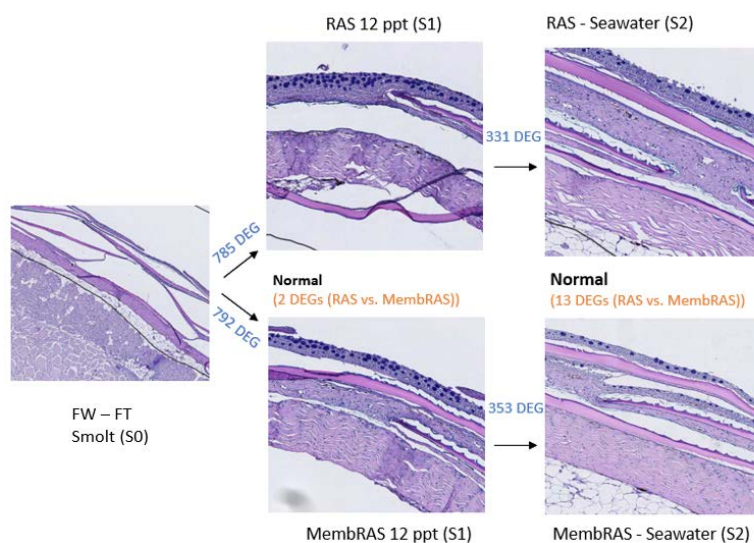 RAS 12 ppt (S1)
RAS - Seawater (S2)
331 DEG
785 DEG
792 DEG
Normal
(2 DEGs (RAS vs. MembRAS))
Normal
(13 DEGs (RAS vs. MembRAS))
FW – FT
Smolt (S0)
353 DEG
MembRAS 12 ppt (S1)
MembRAS - Seawater (S2)